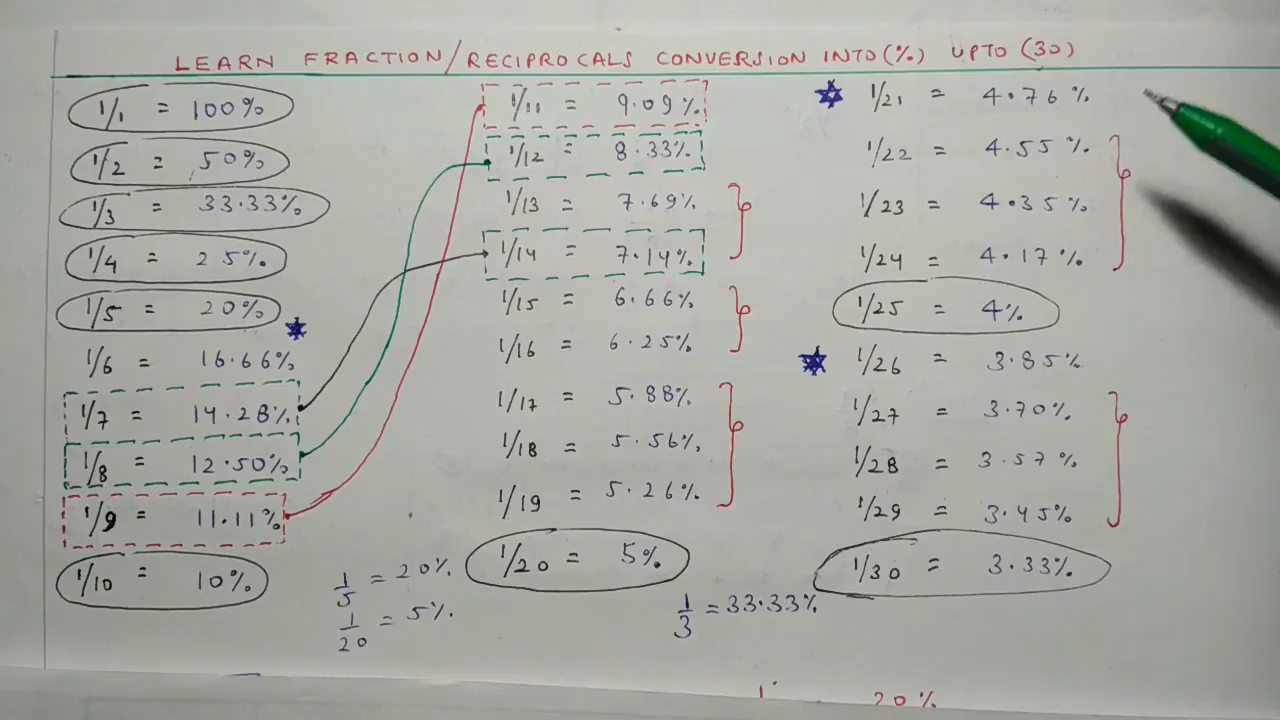 LEARN FRACTION/RECIPROCALS CONVERSION INTO(%) UPTO (30)
1/1 = 100%
1/2 = 50%
1/3 = 33.33%
1/4 = 25%
1/5 = 20%
1/6 = 16.66%
1/7 = 14.28%
1/8 = 12.50%
1/9 = 11.11%
1/10 = 10%
1/11 = 9.09%
1/12 = 8.33%
1/13 = 7.69%
1/14 = 7.14%
1/15 = 6.66%
1/16 = 6.25%
1/17 = 5.88%
1/18 = 5.56%
1/19 = 5.26%
1/20 = 5%
1/21 = 4.76%
1/22 = 4.55%
1/23 = 4.35%
1/24 = 4.17%
1/25 = 4%
1/26 = 3.85%
1/27 = 3.70%
1/28 = 3.57%
1/29 = 3.45%
1/30 = 3.33%
1/5 = 20%
1/20 = 5%
1/3 = 33.33%
20%